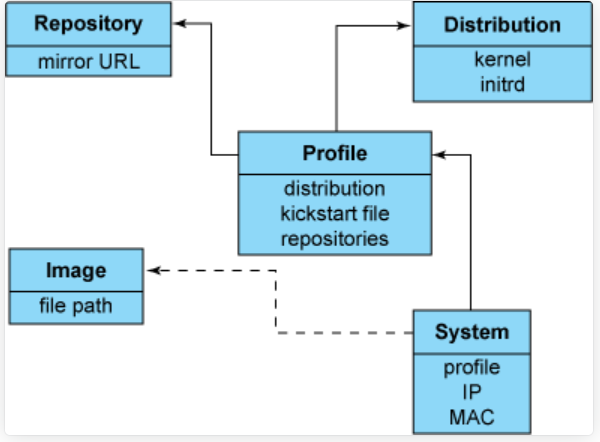 Repository
mirror URL
Distribution
kernel
initrd
Profile
distribution
kickstart file
repositories
Image
file path
System
profile
IP
MAC